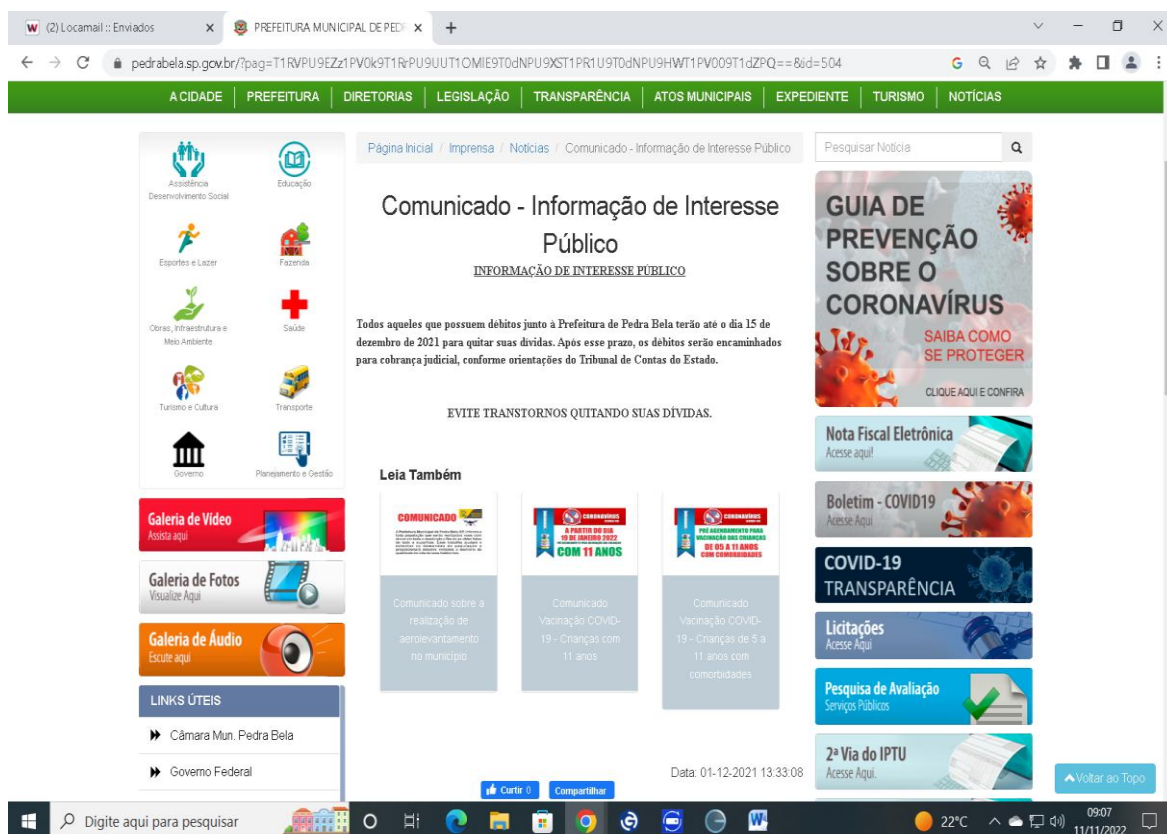 (2) Locamail :: Enviados
PREFEITURA MUNICIPAL DE PED
pedrabela.sp.gov.br/?pag=T1RVPU9EZz1PV0k9T1RrPU9UUT1OMlE9T0dNPU9XST1PR1U9T0dNPU9HWT1PV009T1dZPQ==&id=504
A CIDADE
PREFEITURA
DIRETORIAS
LEGISLAÇÃO
TRANSPARÊNCIA
ATOS MUNICIPAIS
EXPEDIENTE
TURISMO
NOTÍCIAS
Assistência
Desenvolvimento Social
Educação
Esportes e Lazer
Fazenda
Obras, Infraestrutura e
Meio Ambiente
Saúde
Turismo e Cultura
Transporte
Governo
Planejamento e Gestão
Galeria de Vídeo
Assista aqui
Galeria de Fotos
Visualize Aqui
Galeria de Áudio
Escute aqui
LINKS ÚTEIS
Câmara Mun. Pedra Bela
Governo Federal
Página Inicial / Imprensa / Notícias / Comunicado - Informação de Interesse Público
Comunicado - Informação de Interesse
Público
INFORMAÇÃO DE INTERESSE PÚBLICO
Todos aqueles que possuem débitos junto à Prefeitura de Pedra Bela terão até o dia 15 de
dezembro de 2021 para quitar suas dívidas. Após esse prazo, os débitos serão encaminhados
para cobrança judicial, conforme orientações do Tribunal de Contas do Estado.
EVITE TRANSTORNOS QUITANDO SUAS DÍVIDAS.
Leia Também
COMUNICADO
Comunicado sobre a
realização de
aerolevantamento
no município
CORONAVÍRUS
A PARTIR DO DIA
19 DE JANEIRO 2022
COM 11 ANOS
Comunicado
Vacinação COVID-
19 - Crianças com
11 anos
CORONAVÍRUS
PRÉ AGENDAMENTO PARA
VACINAÇÃO DAS CRIANÇAS
DE 05 A 11 ANOS
COM COMORBIDADES
Comunicado
Vacinação COVID-
19 - Crianças de 5 a
11 anos com
comorbidades
Data: 01-12-2021 13:33:08
Curtir 0
Compartilhar
Pesquisar Notícia
GUIA DE
PREVENÇÃO
SOBRE O
CORONAVÍRUS
SAIBA COMO
SE PROTEGER
CLIQUE AQUI E CONFIRA
Nota Fiscal Eletrônica
Acesse aqui!
Boletim - COVID19
Acesse Aqui
COVID-19
TRANSPARÊNCIA
Licitações
Acesse Aqui
Pesquisa de Avaliação
Serviços Públicos
2ª Via do IPTU
Acesse Aqui.
Voltar ao Topo
Digite aqui para pesquisar
22°C
09:07
11/11/2022